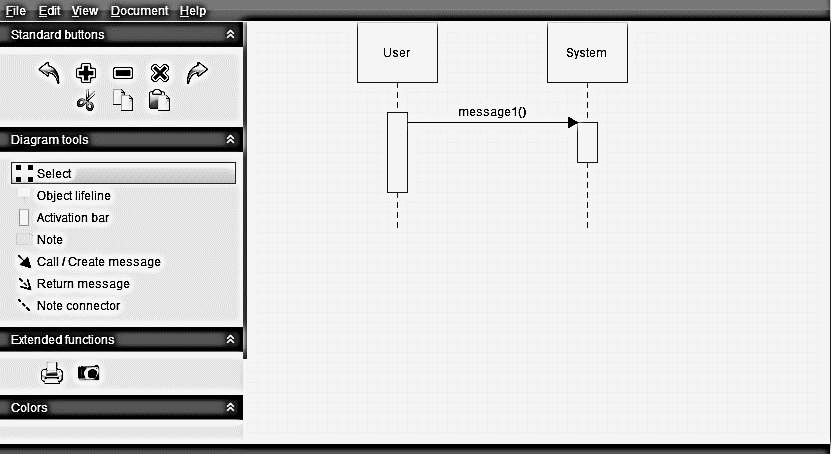 File Edit View Document Help
Standard buttons
Diagram tools
Select
Object lifeline
Activation bar
Note
Call / Create message
Return message
Note connector
Extended functions
Colors
User
System
message1()